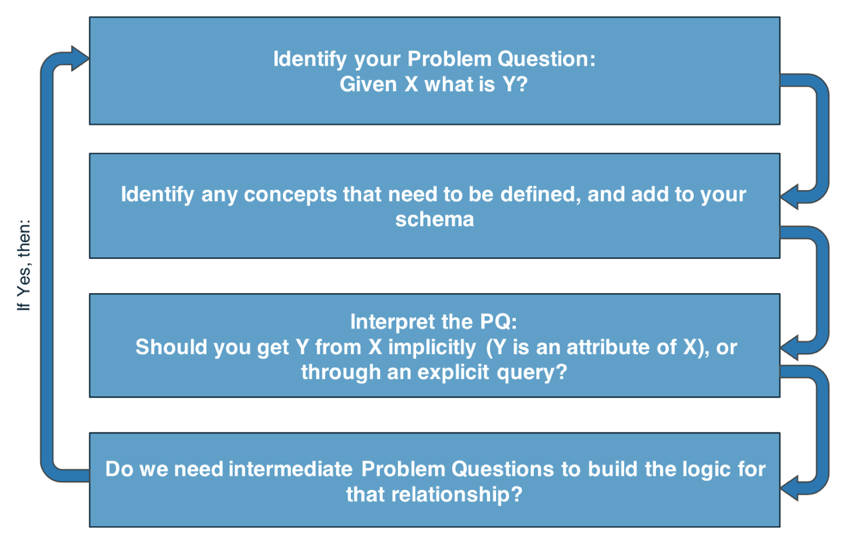 Identify your Problem Question:
Given X what is Y?
Identify any concepts that need to be defined, and add to your
schema
If Yes, then:
Interpret the PQ:
Should you get Y from X implicitly (Y is an attribute of X), or
through an explicit query?
Do we need intermediate Problem Questions to build the logic for
that relationship?